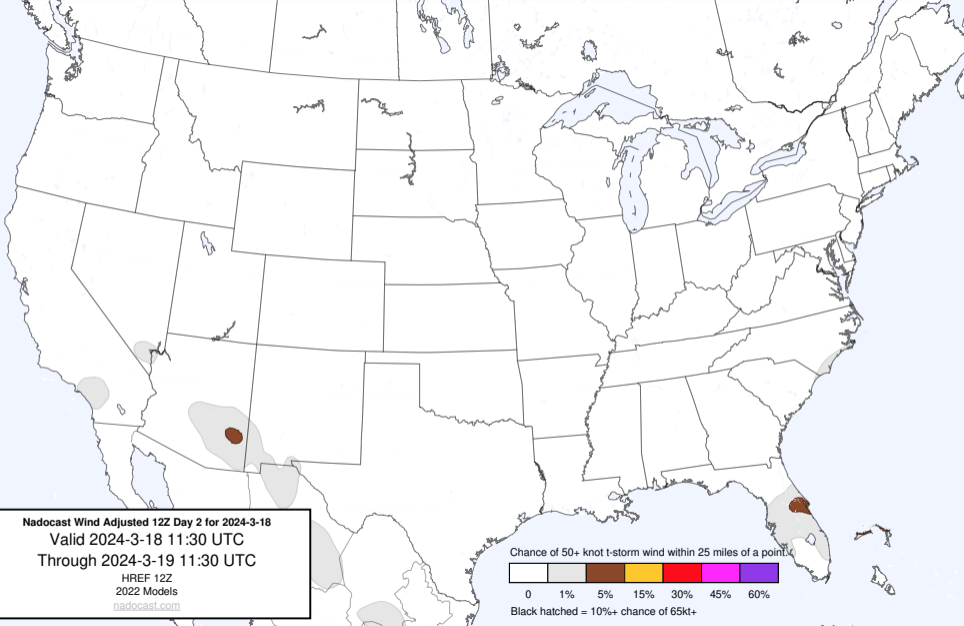 Nadocast Wind Adjusted 12Z Day 2 for 2024-3-18
Valid 2024-3-18 11:30 UTC
Through 2024-3-19 11:30 UTC
HREF 12Z
2022 Models
nadocast.com
Chance of 50+ knot t-storm wind within 25 miles of a point.
0 1% 5% 15% 30% 45% 60%
Black hatched = 10%+ chance of 65kt+